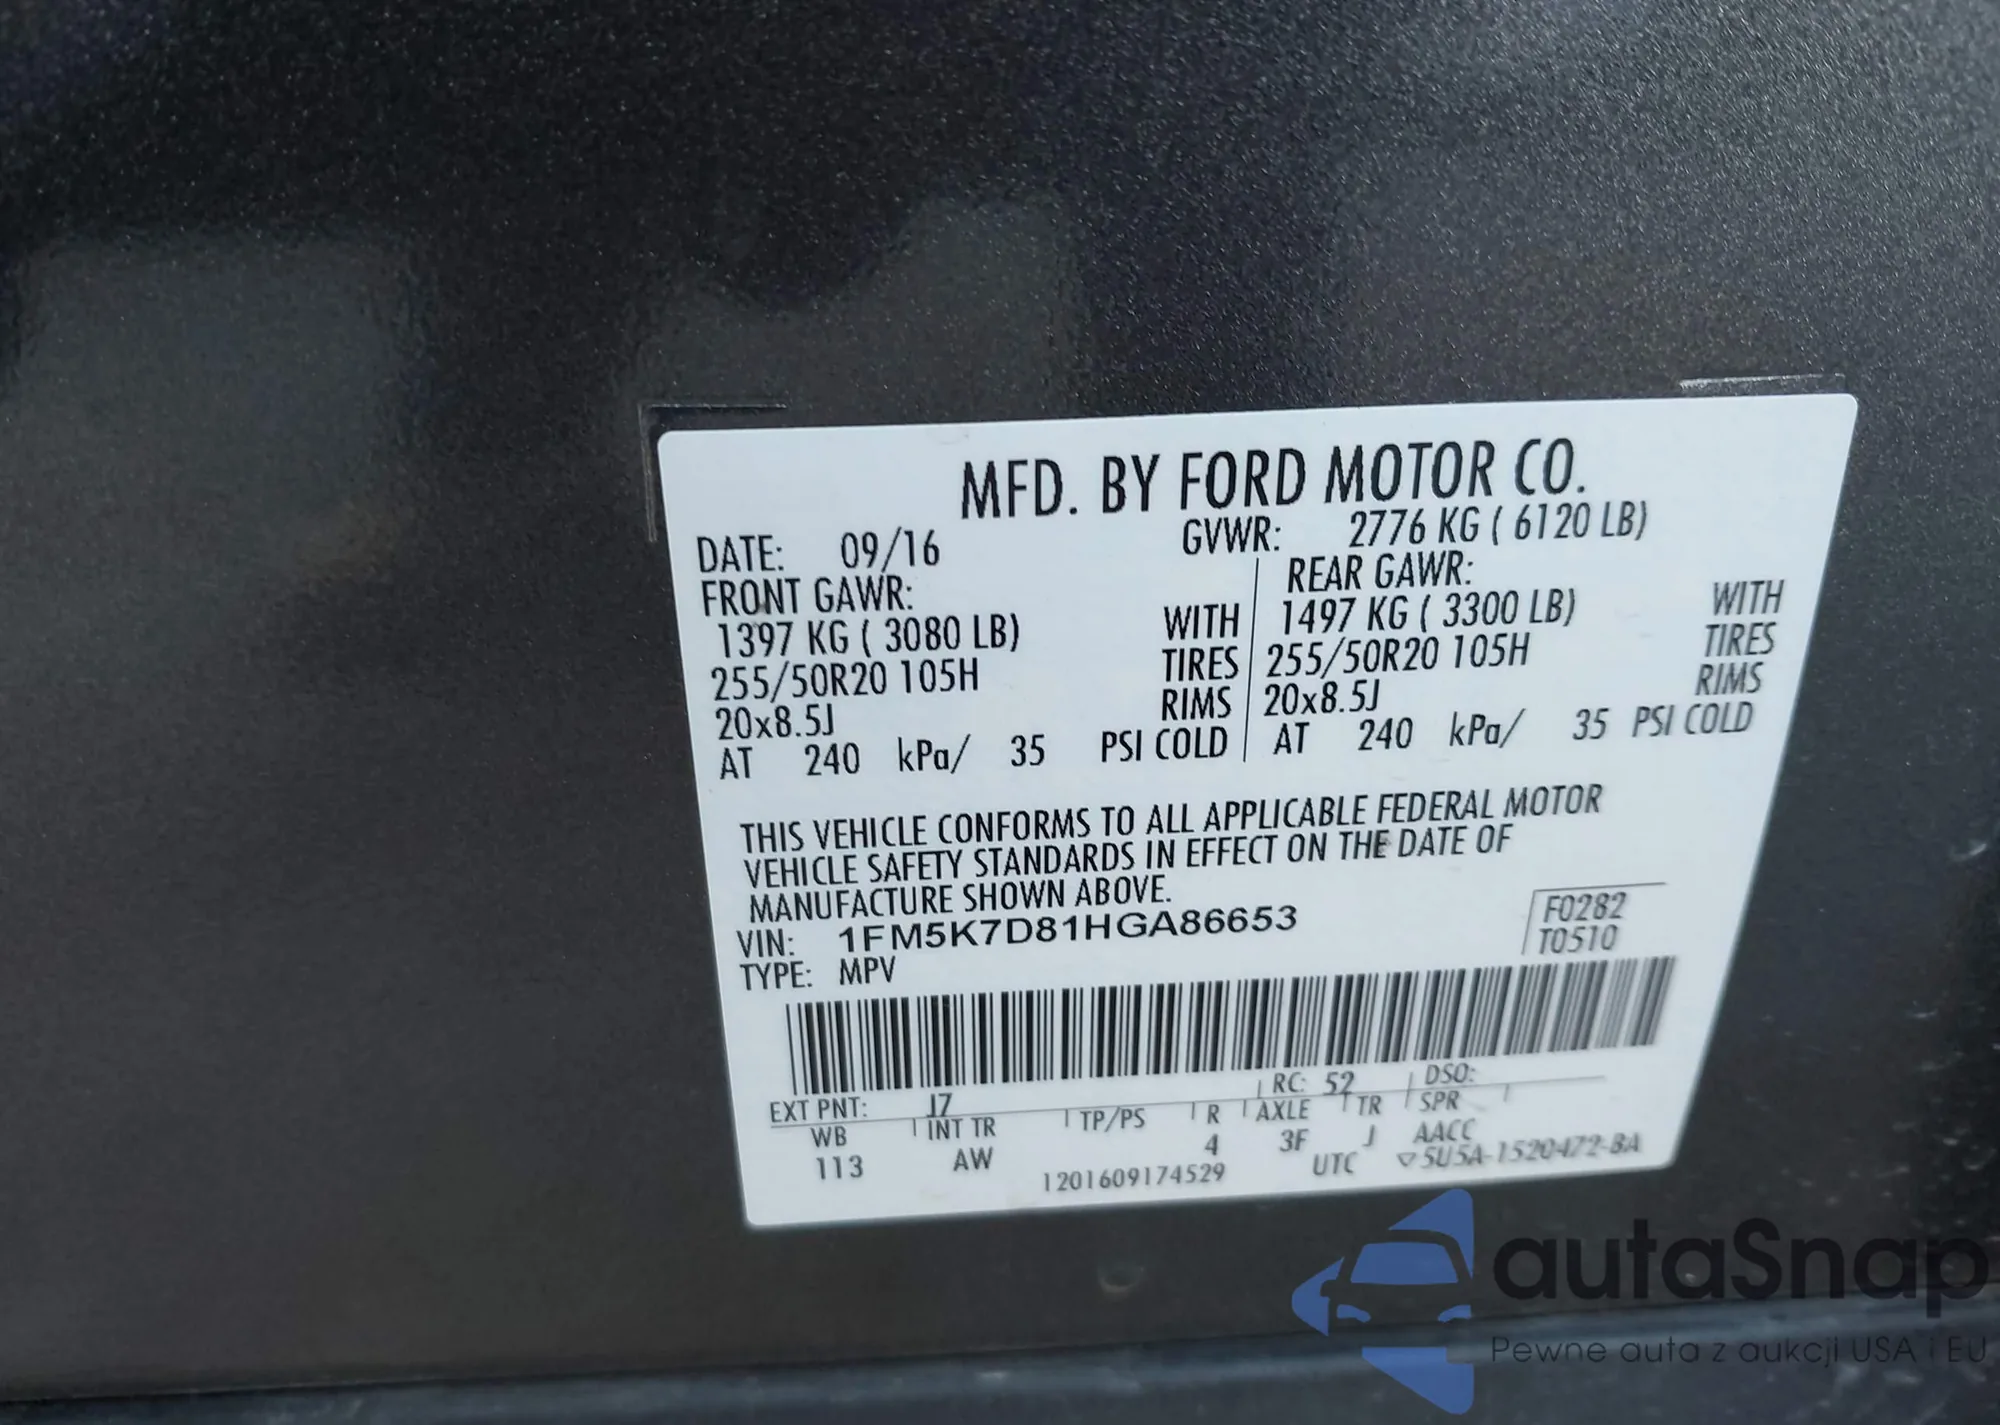 MFD. BY FORD MOTOR CO.
DATE: 09/16 GVWR: 2776 KG ( 6120 LB)
FRONT GAWR: REAR GAWR:
1397 KG ( 3080 LB) WITH 1497 KG ( 3300 LB) WITH
255/50R20 105H TIRES 255/50R20 105H TIRES
20x8.5J RIMS 20x8.5J RIMS
AT 240 kPa/ 35 PSI COLD AT 240 kPa/ 35 PSI COLD
THIS VEHICLE CONFORMS TO ALL APPLICABLE FEDERAL MOTOR
VEHICLE SAFETY STANDARDS IN EFFECT ON THE DATE OF
MANUFACTURE SHOWN ABOVE.
VIN: 1FM5K7D81HGA86653 F0282
TYPE: MPV T0510
EXT PNT: J7 RC: 52 DSO:
WB INT TR TP/PS R AXLE TR SPR
113 AW 4 3F J AACC
1201609174529 UTC ▽5U5A-1520472-BA
autaSnap
Pewne auta z aukcji USA i EU